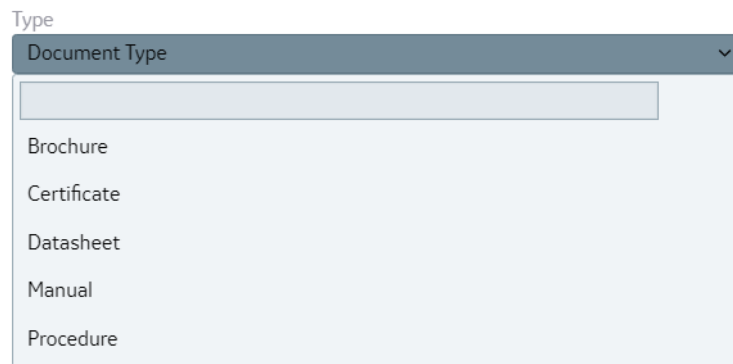 Type
Document Type
Brochure
Certificate
Datasheet
Manual
Procedure